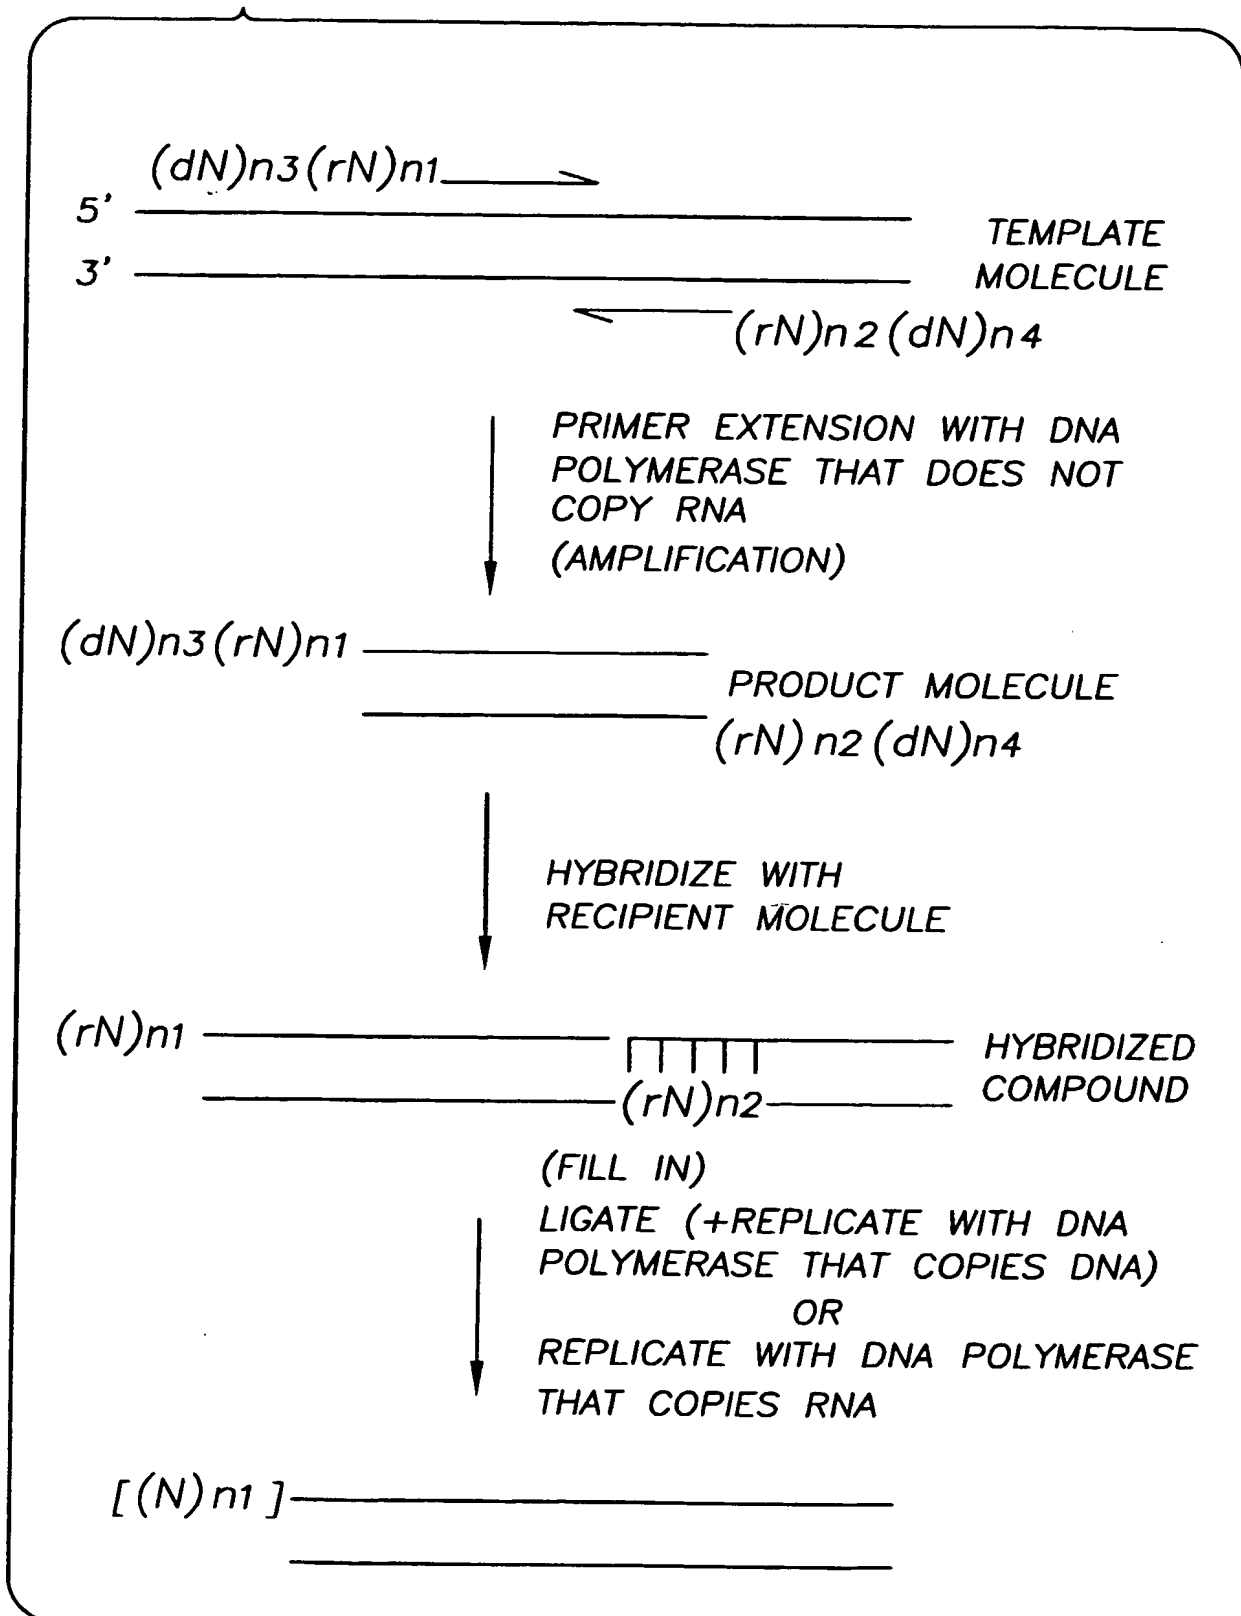 (dN)n3(rN)n1
5'
TEMPLATE
3'
MOLECULE
(rN)n2(dN)n4
PRIMER EXTENSION WITH DNA
POLYMERASE THAT DOES NOT
COPY RNA
(AMPLIFICATION)
(dN)n3(rN)n1
PRODUCT MOLECULE
(rN)n2(dN)n4
HYBRIDIZE WITH
RECIPIENT MOLECULE
(rN)n1
HYBRIDIZED
COMPOUND
(rN)n2
(FILL IN)
LIGATE (+REPLICATE WITH DNA
POLYMERASE THAT COPIES DNA)
OR
REPLICATE WITH DNA POLYMERASE
THAT COPIES RNA
[(N)n1]